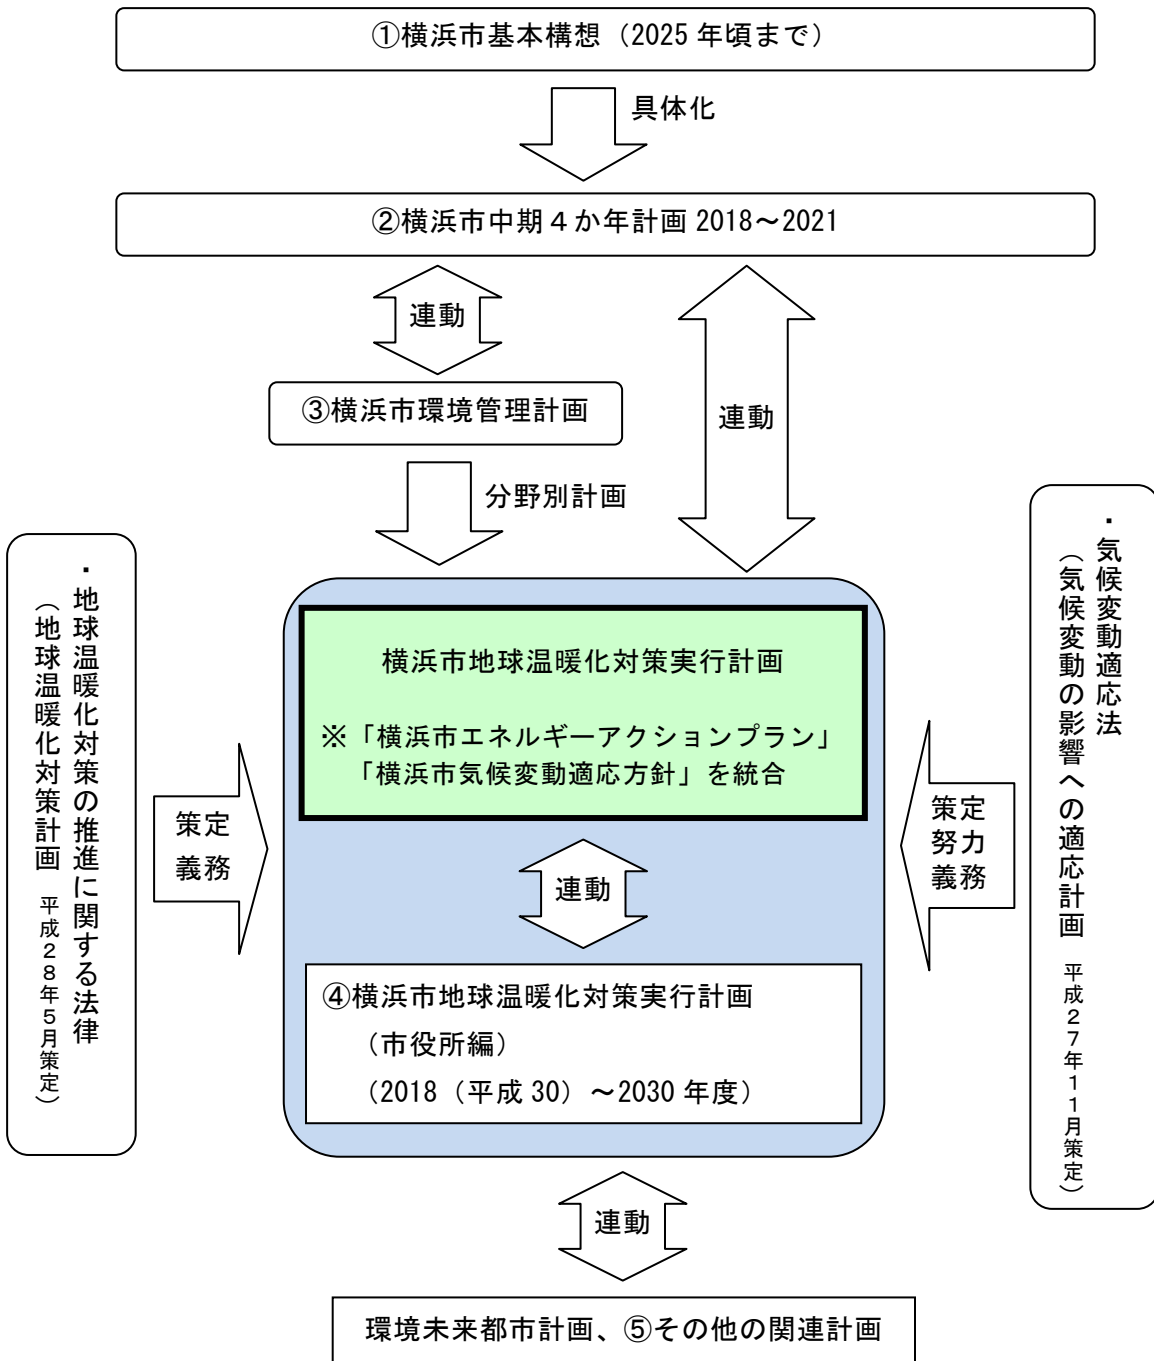 ①横浜市基本構想（2025 年頃まで）
具体化
②横浜市中期４か年計画 2018～2021
連動
連動
③横浜市環境管理計画
分野別計画
・地球温暖化対策の推進に関する法律
（地球温暖化対策計画 平成２８年５月策定）
策定
義務
横浜市地球温暖化対策実行計画
※「横浜市エネルギーアクションプラン」
「横浜市気候変動適応方針」を統合
連動
④横浜市地球温暖化対策実行計画
（市役所編）
（2018（平成 30）～2030 年度）
策定
努力
義務
・気候変動適応法
（気候変動の影響への適応計画 平成２７年１１月策定）
連動
環境未来都市計画、⑤その他の関連計画